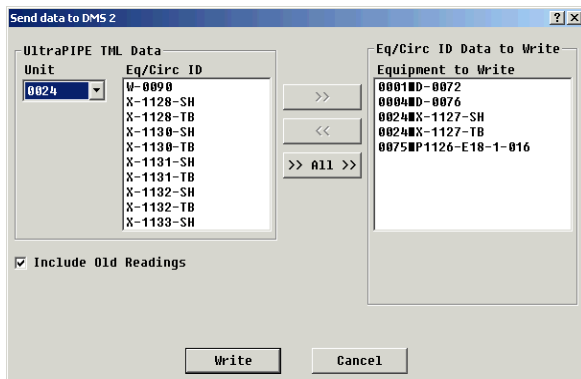 Send data to DMS 2
UltraPIPE TML Data
Unit
0024
Eq/Circ ID
W-0090
X-1128-SH
X-1128-TB
X-1130-SH
X-1130-TB
X-1131-SH
X-1131-TB
X-1132-SH
X-1132-TB
X-1133-SH
>>
<<
>> All >>
Eq/Circ ID Data to Write
Equipment to Write
0001■D-0072
0004■D-0076
0024■X-1127-SH
0024■X-1127-TB
0075■P1126-E18-1-016
Include Old Readings
Write
Cancel